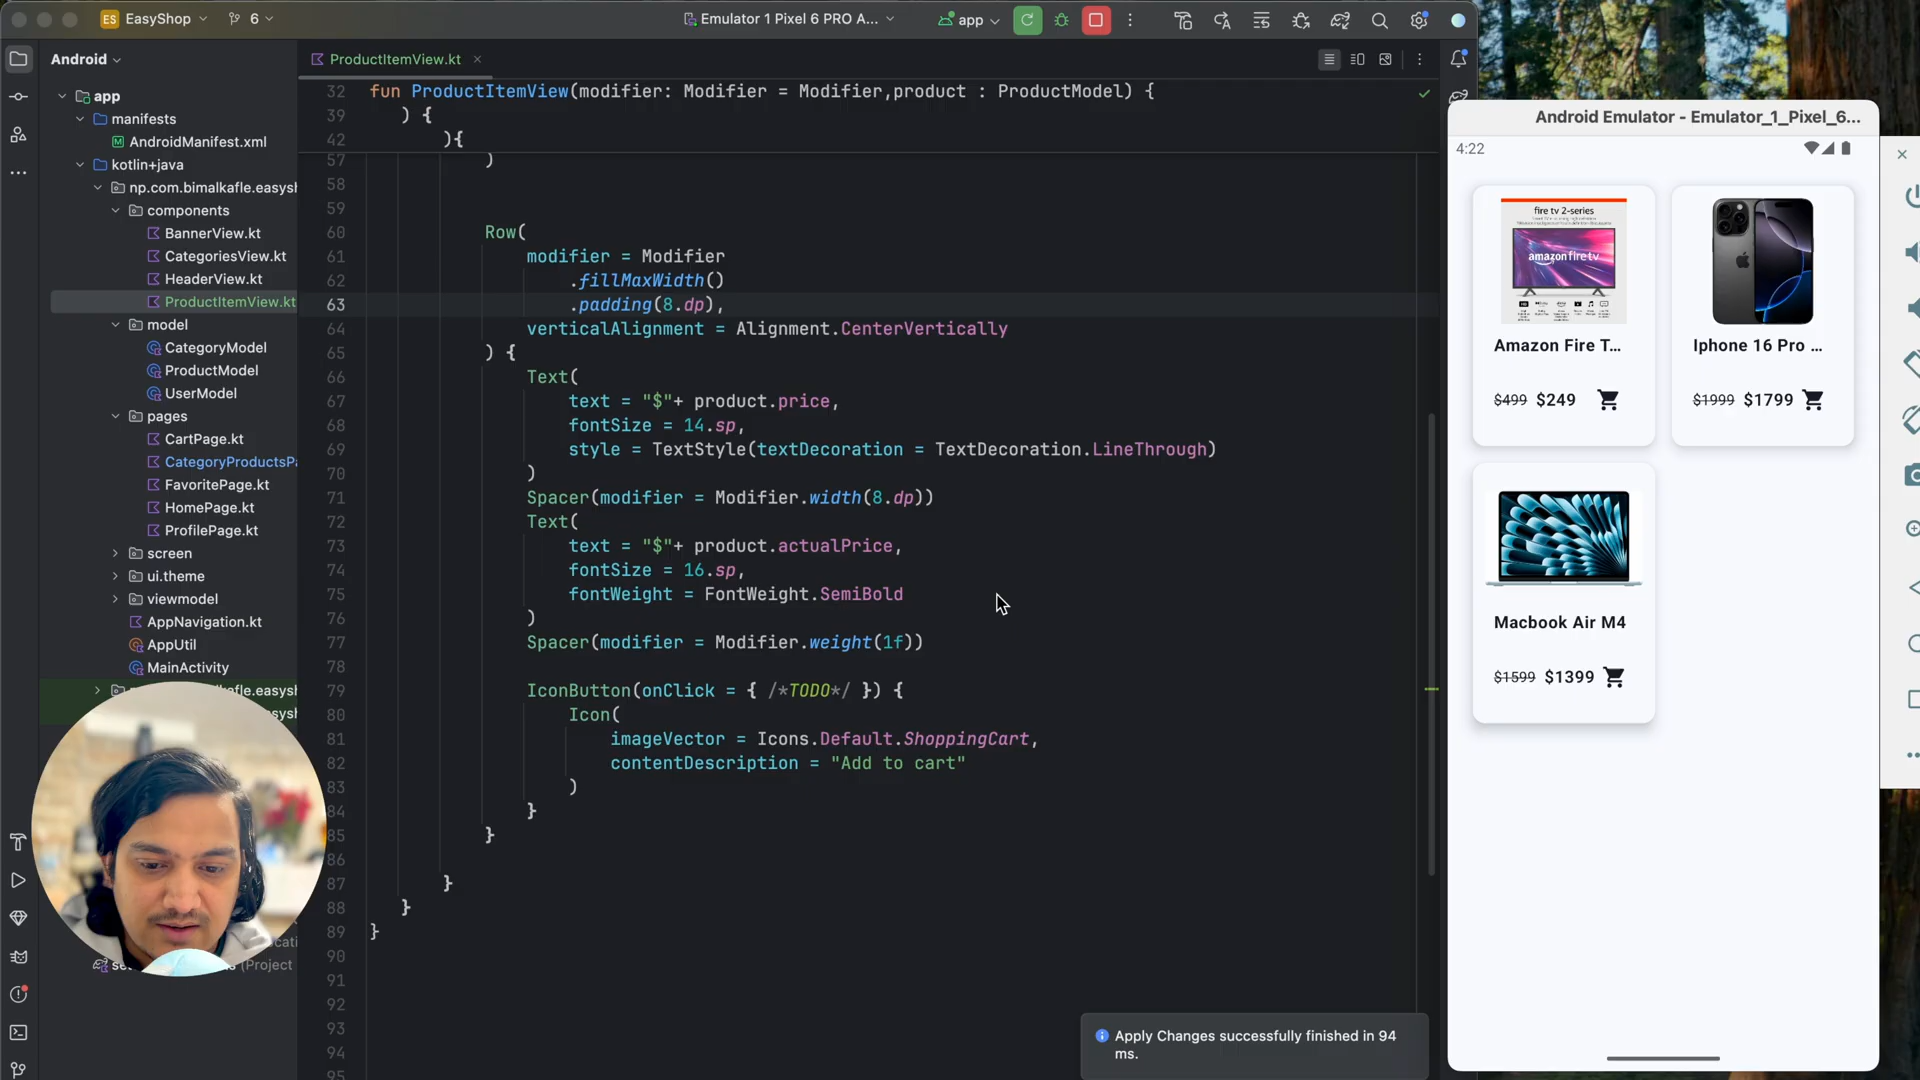 ES EasyShop
6
Emulator 1 Pixel 6 PRO A...
app
Android
ProductItemView.kt
app
manifests
AndroidManifest.xml
kotlin+java
np.com.bimalkafle.easysh
components
BannerView.kt
CategoriesView.kt
HeaderView.kt
ProductItemView.kt
model
CategoryModel
ProductModel
UserModel
pages
CartPage.kt
CategoryProductsPa
FavoritePage.kt
HomePage.kt
ProfilePage.kt
screen
ui.theme
viewmodel
AppNavigation.kt
AppUtil
MainActivity
alkafle.easysh
easysh
(Project
32 fun ProductItemView(modifier: Modifier = Modifier,product : ProductModel) {
39 ) {
42 ){
57 )
58
59
60 Row(
61 modifier = Modifier
62 .fillMaxWidth()
63 .padding(8.dp),
64 verticalAlignment = Alignment.CenterVertically
65 ) {
66 Text(
67 text = "$"+ product.price,
68 fontSize = 14.sp,
69 style = TextStyle(textDecoration = TextDecoration.LineThrough)
70 )
71 Spacer(modifier = Modifier.width(8.dp))
72 Text(
73 text = "$"+ product.actualPrice,
74 fontSize = 16.sp,
75 fontWeight = FontWeight.SemiBold
76 )
77 Spacer(modifier = Modifier.weight(1f))
78
79 IconButton(onClick = { /*TODO*/ }) {
80 Icon(
81 imageVector = Icons.Default.ShoppingCart,
82 contentDescription = "Add to cart"
83 )
84 }
85 }
86
87 }
88 }
89 }
90
91
92
93
94
95
Apply Changes successfully finished in 94
ms.
Android Emulator - Emulator_1_Pixel_6...
4:22
fire tv 2-series
amazon fire tv
Amazon Fire T...
$499 $249
Iphone 16 Pro ...
$1999 $1799
Macbook Air M4
$1599 $1399